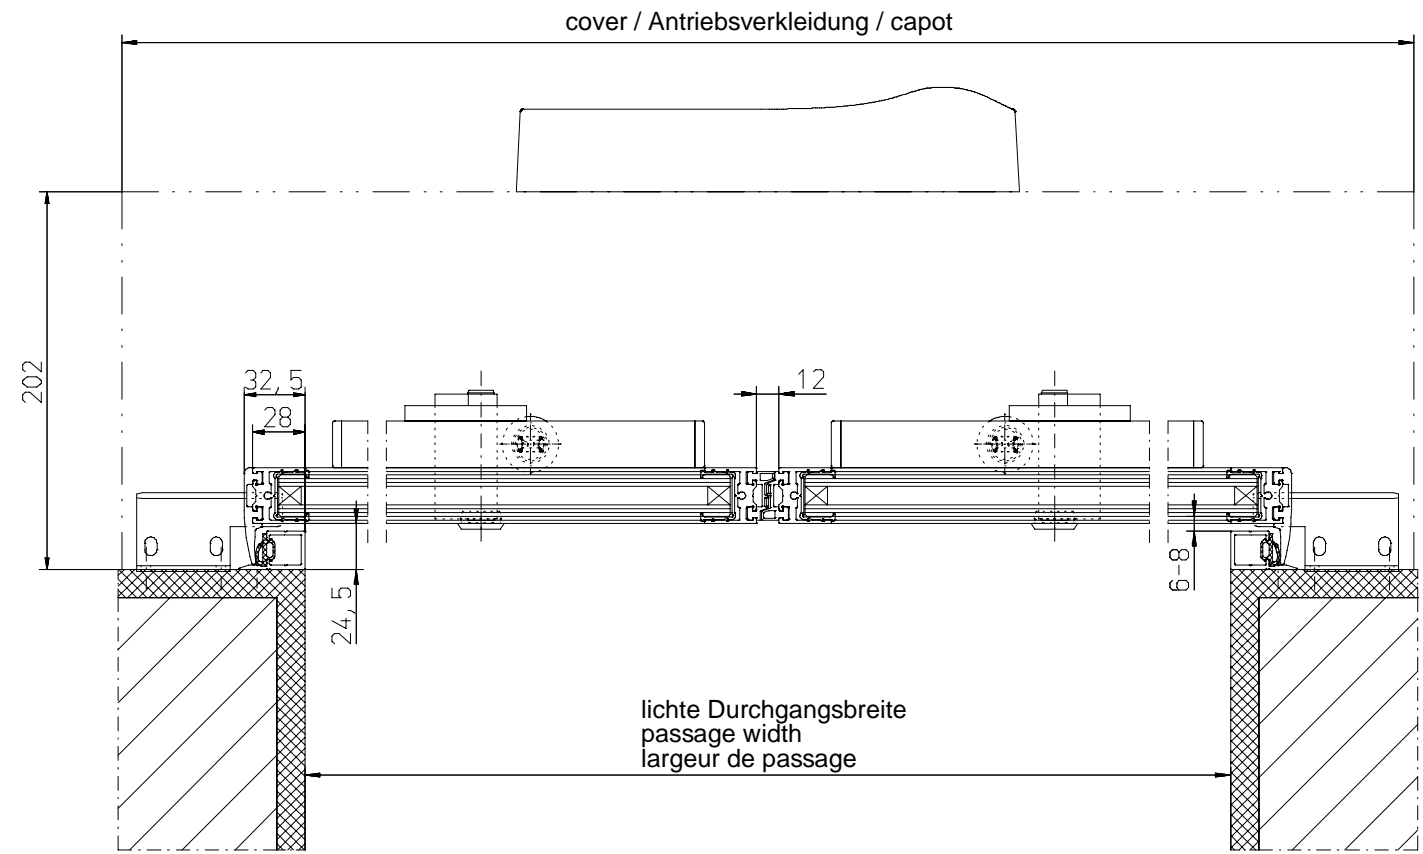 cover / Antriebsverkleidung / capot
202
32,5
28
12
24,5
6-8
lichte Durchgangsbreite
passage width
largeur de passage